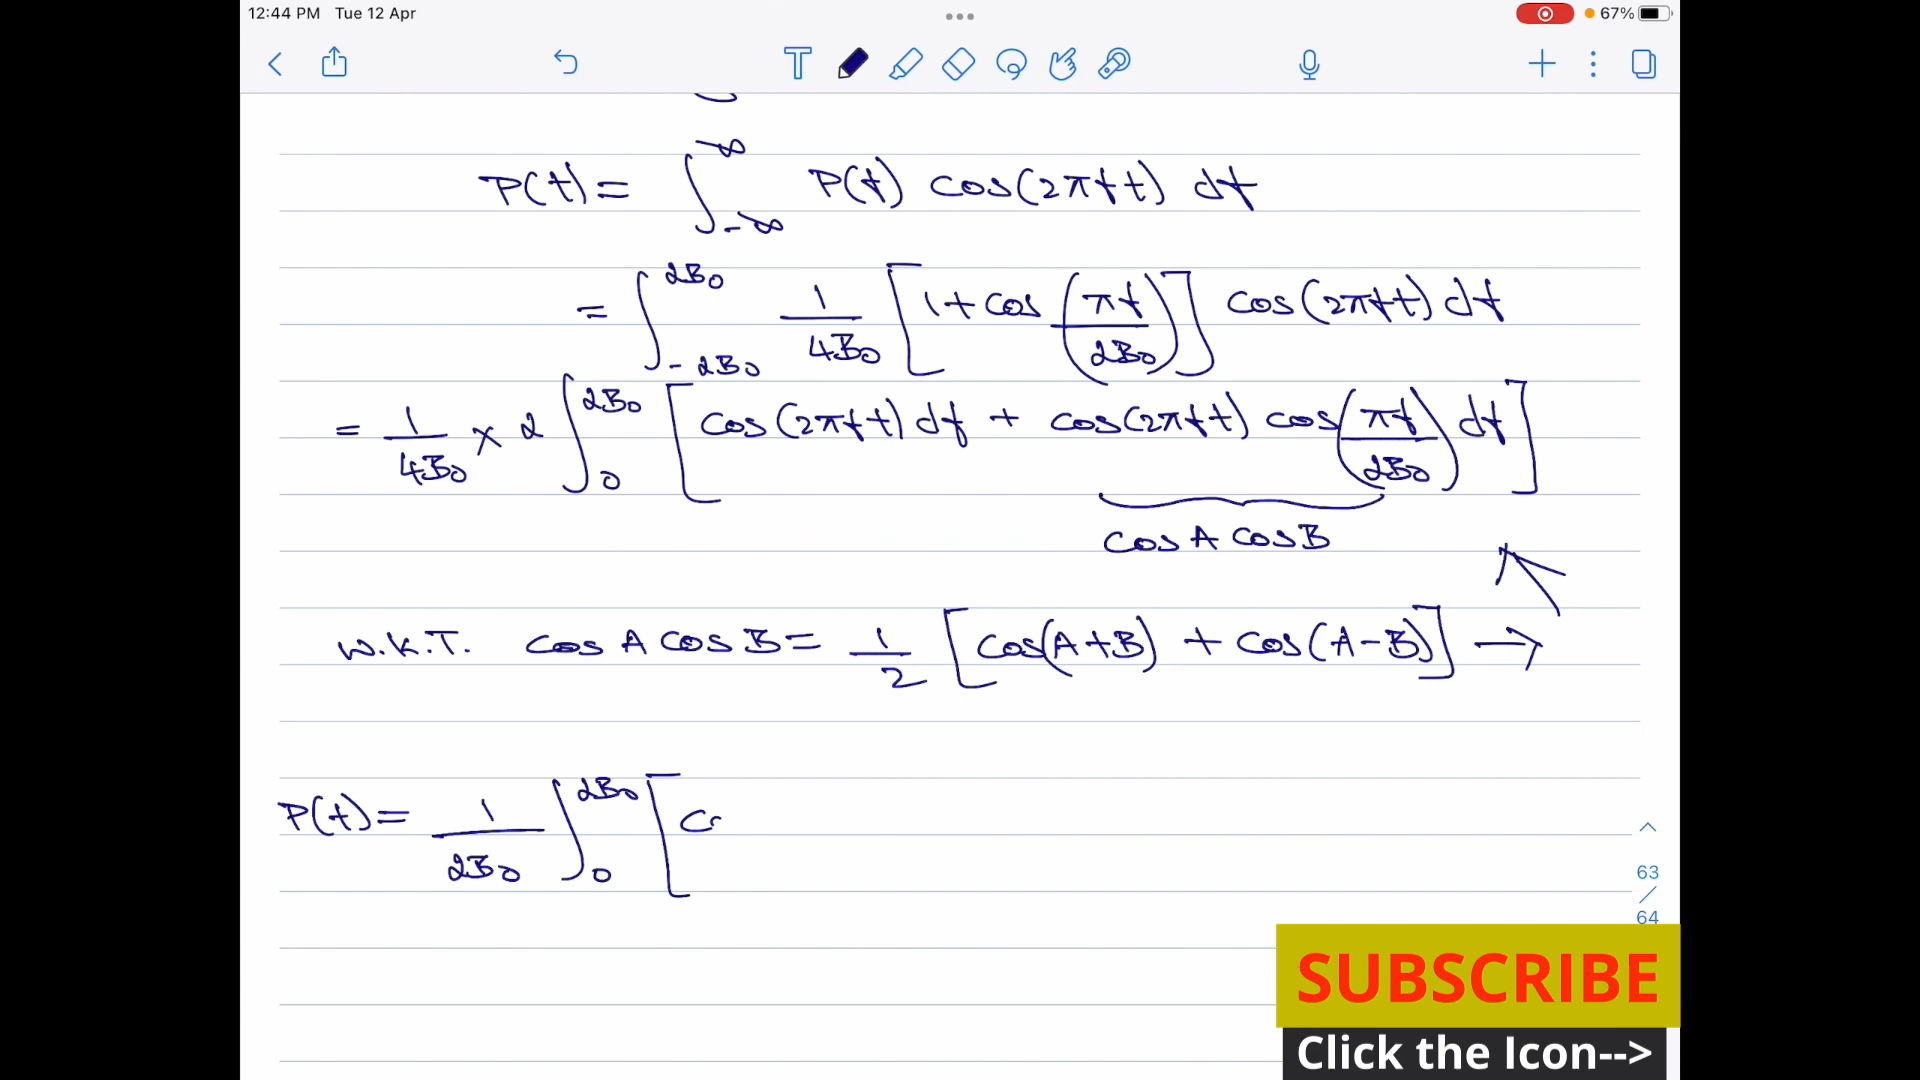 12:44 PM Tue 12 Apr
67%
P(t) = ∫_{-∞}^{∞} P(f) cos(2πft) df
= ∫_{-2B₀}^{2B₀} 1/4B₀ [1 + cos(πf/2B₀)] cos(2πft) df
= 1/4B₀ × 2 ∫_0^{2B₀} [cos(2πft) df + cos(2πft) cos(πf/2B₀) df]
cos A cos B
W.K.T. cos A cos B = 1/2 [cos(A+B) + cos(A-B)] →
P(t) = 1/2B₀ ∫_0^{2B₀} [
63
/
64
SUBSCRIBE
Click the Icon-->